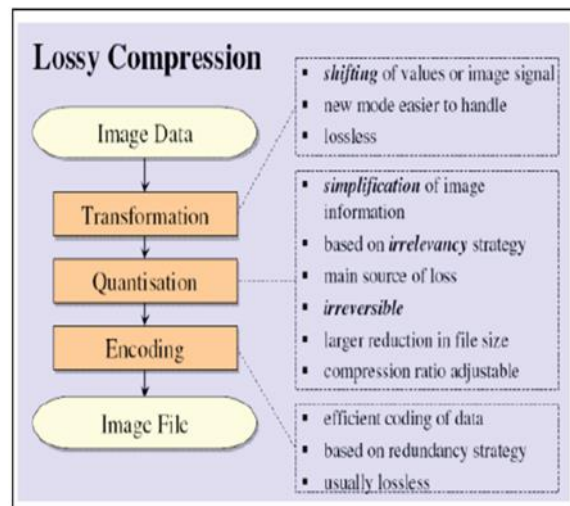 Lossy Compression
Image Data
Transformation
Quantisation
Encoding
Image File
▪ shifting of values or image signal
▪ new mode easier to handle
▪ lossless
▪ simplification of image
information
▪ based on irrelevancy strategy
▪ main source of loss
▪ irreversible
▪ larger reduction in file size
▪ compression ratio adjustable
▪ efficient coding of data
▪ based on redundancy strategy
▪ usually lossless